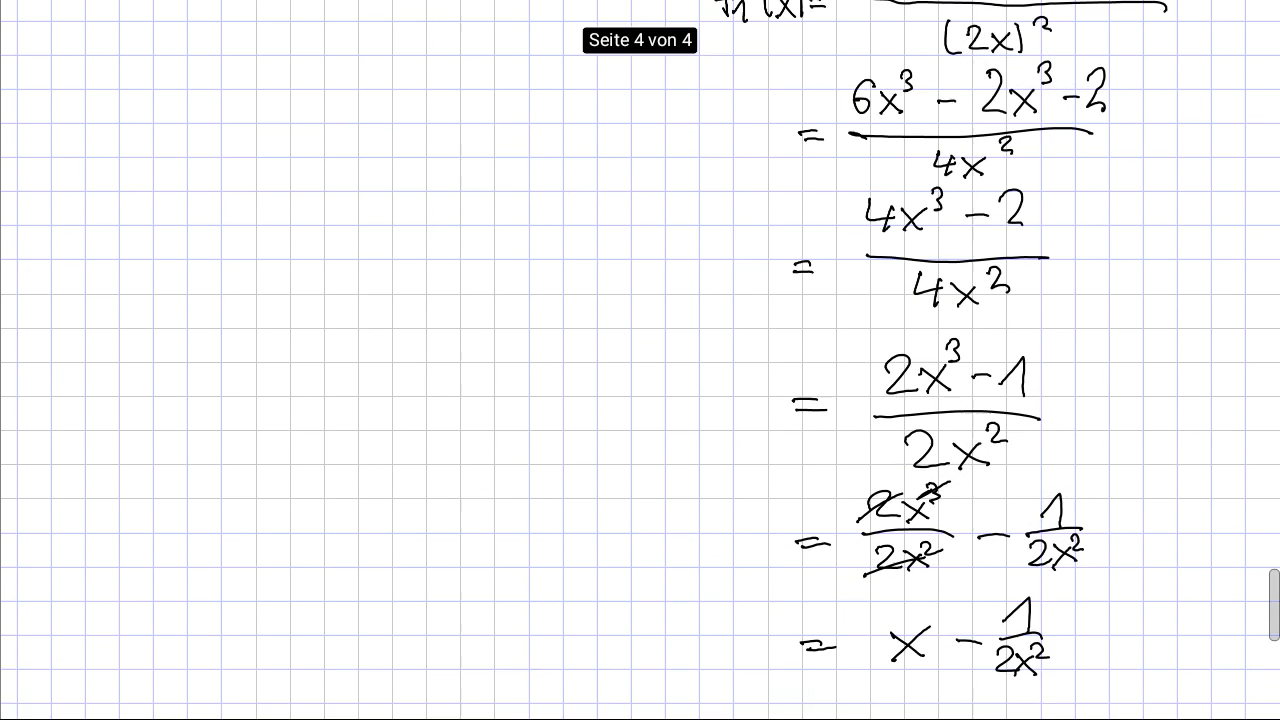 Seite 4 von 4
(2x)²
= (6x³ - 2x³ - 2) / (4x²)
= (4x³ - 2) / (4x²)
= (2x³ - 1) / (2x²)
= 2x³ / 2x² - 1 / 2x²
= x - 1 / 2x²